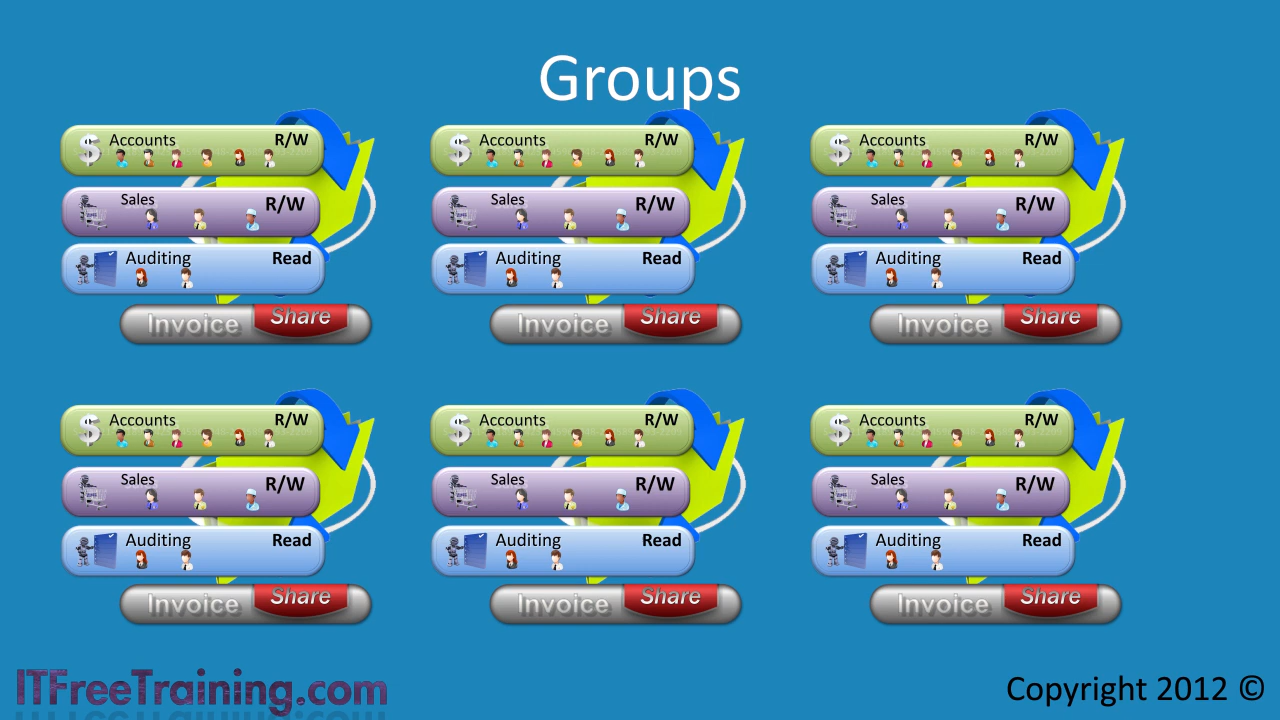 Groups
Accounts R/W
Sales R/W
Auditing Read
Invoice Share
Accounts R/W
Sales R/W
Auditing Read
Invoice Share
Accounts R/W
Sales R/W
Auditing Read
Invoice Share
Accounts R/W
Sales R/W
Auditing Read
Invoice Share
Accounts R/W
Sales R/W
Auditing Read
Invoice Share
Accounts R/W
Sales R/W
Auditing Read
Invoice Share
ITFreeTraining.com
Copyright 2012 ©